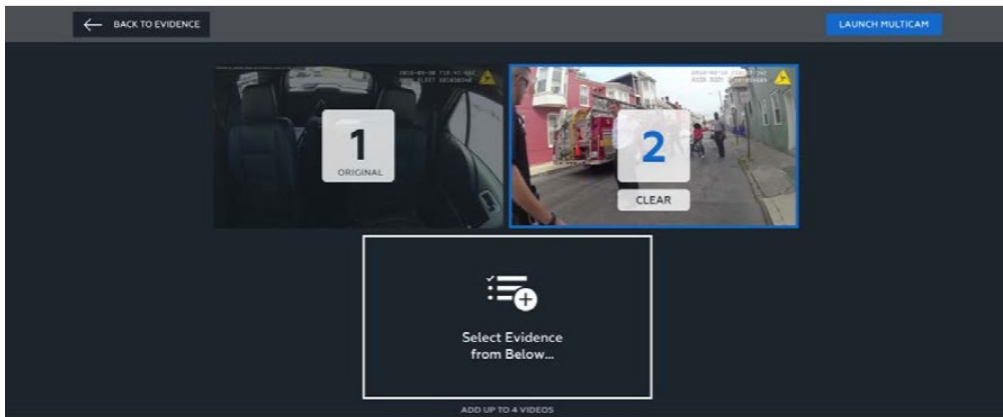 BACK TO EVIDENCE
LAUNCH MULTICAM
1
ORIGINAL
2
CLEAR
Select Evidence
from Below...
ADD UP TO 4 VIDEOS